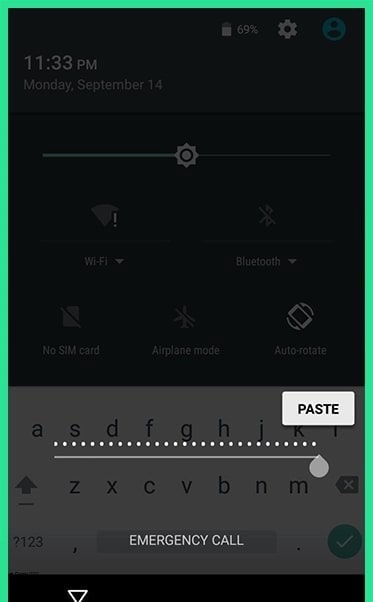 69%
11:33 PM
Monday, September 14
Wi-Fi
Bluetooth
No SIM card
Airplane mode
Auto-rotate
PASTE
a s d f g h j k l
z x c v b n m
?123 , EMERGENCY CALL .